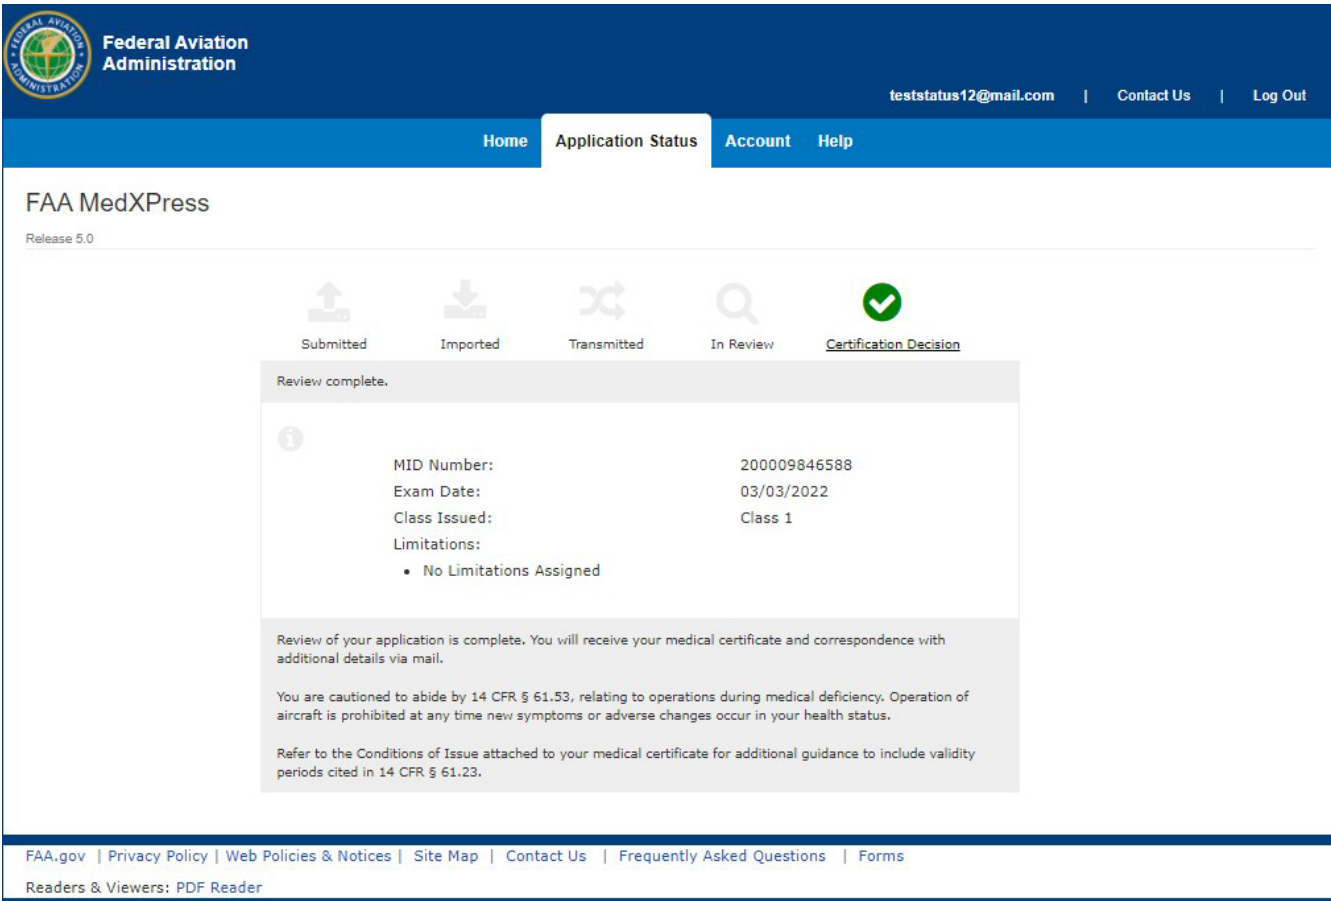 FEDERAL AVIATION ADMINISTRATION
Federal Aviation
Administration
teststatus12@mail.com | Contact Us | Log Out
Home Application Status Account Help
FAA MedXPress
Release 5.0
Submitted Imported Transmitted In Review Certification Decision
Review complete.
MID Number: 200009846588
Exam Date: 03/03/2022
Class Issued: Class 1
Limitations:
• No Limitations Assigned
Review of your application is complete. You will receive your medical certificate and correspondence with
additional details via mail.
You are cautioned to abide by 14 CFR § 61.53, relating to operations during medical deficiency. Operation of
aircraft is prohibited at any time new symptoms or adverse changes occur in your health status.
Refer to the Conditions of Issue attached to your medical certificate for additional guidance to include validity
periods cited in 14 CFR § 61.23.
FAA.gov | Privacy Policy | Web Policies & Notices | Site Map | Contact Us | Frequently Asked Questions | Forms
Readers & Viewers: PDF Reader